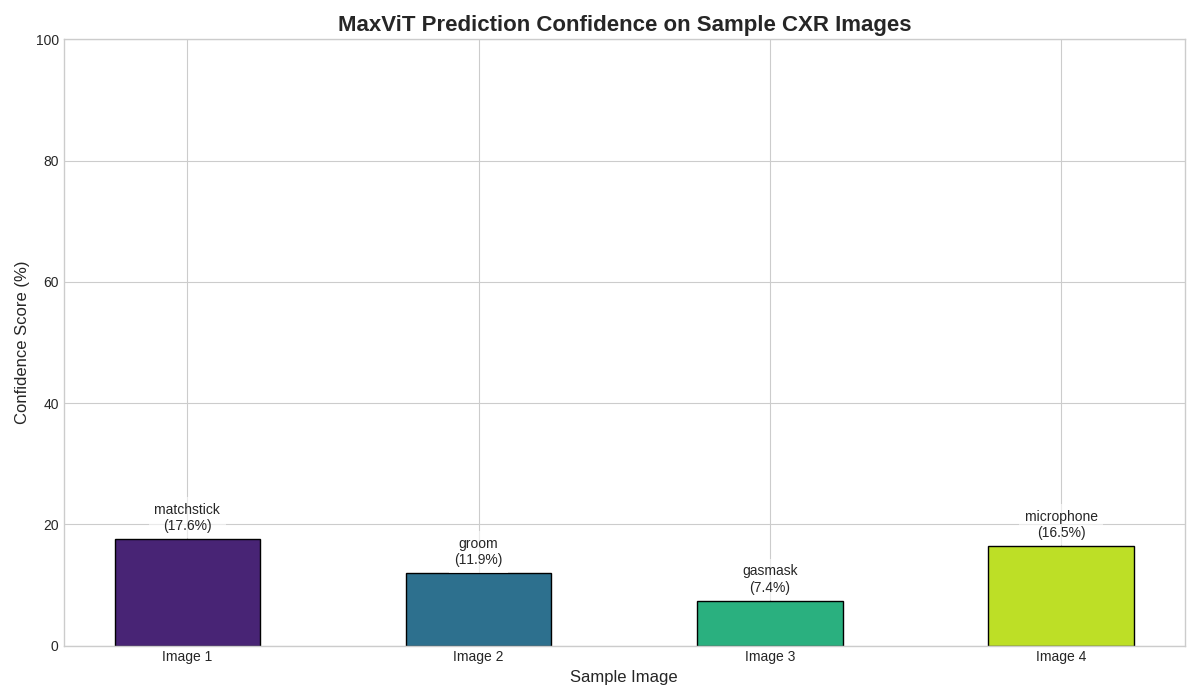 MaxViT Prediction Confidence on Sample CXR Images
Confidence Score (%)
100
80
60
40
20
0
matchstick
(17.6%)
groom
(11.9%)
gasmask
(7.4%)
microphone
(16.5%)
Image 1
Image 2
Image 3
Image 4
Sample Image